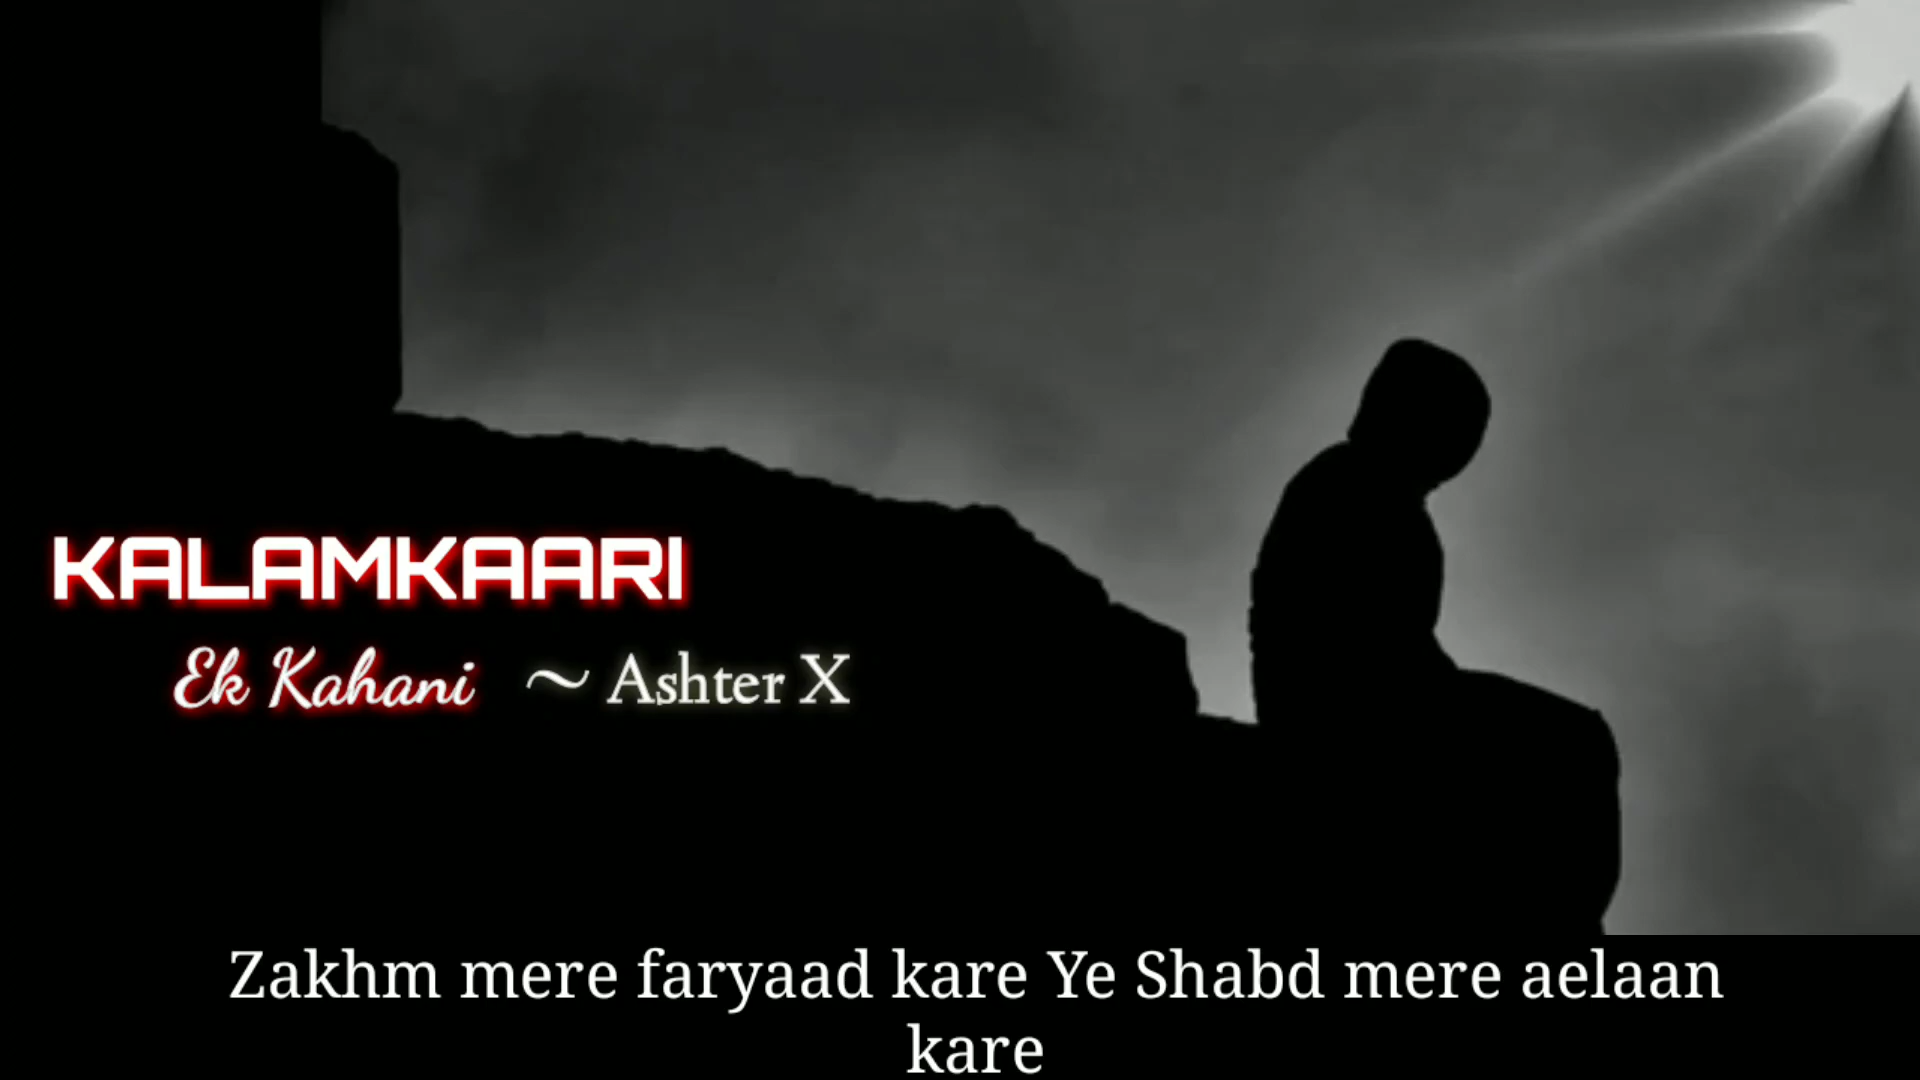 KALAMKAARI
Ek Kahani ~ Ashter X
Zakhm mere faryaad kare Ye Shabd mere aelaan
kare